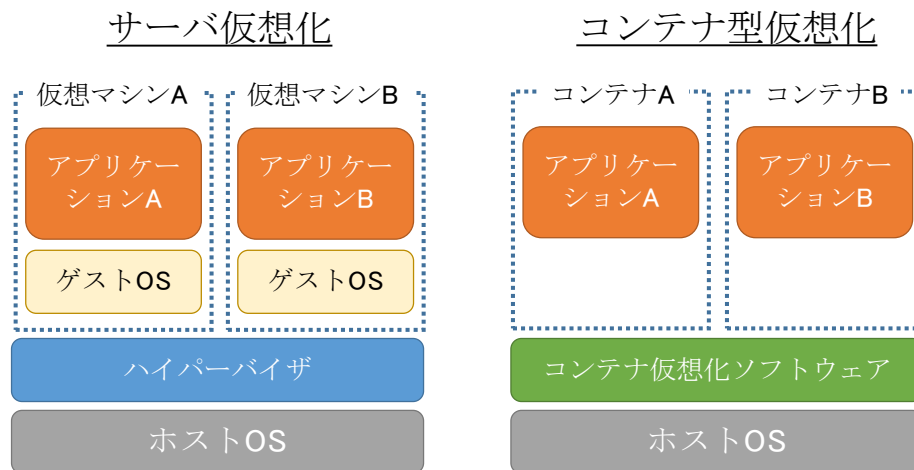 サーバ仮想化
仮想マシンA
仮想マシンB
アプリケー
ションA
アプリケー
ションB
ゲストOS
ゲストOS
ハイパーバイザ
ホストOS
コンテナ型仮想化
コンテナA
コンテナB
アプリケー
ションA
アプリケー
ションB
コンテナ仮想化ソフトウェア
ホストOS